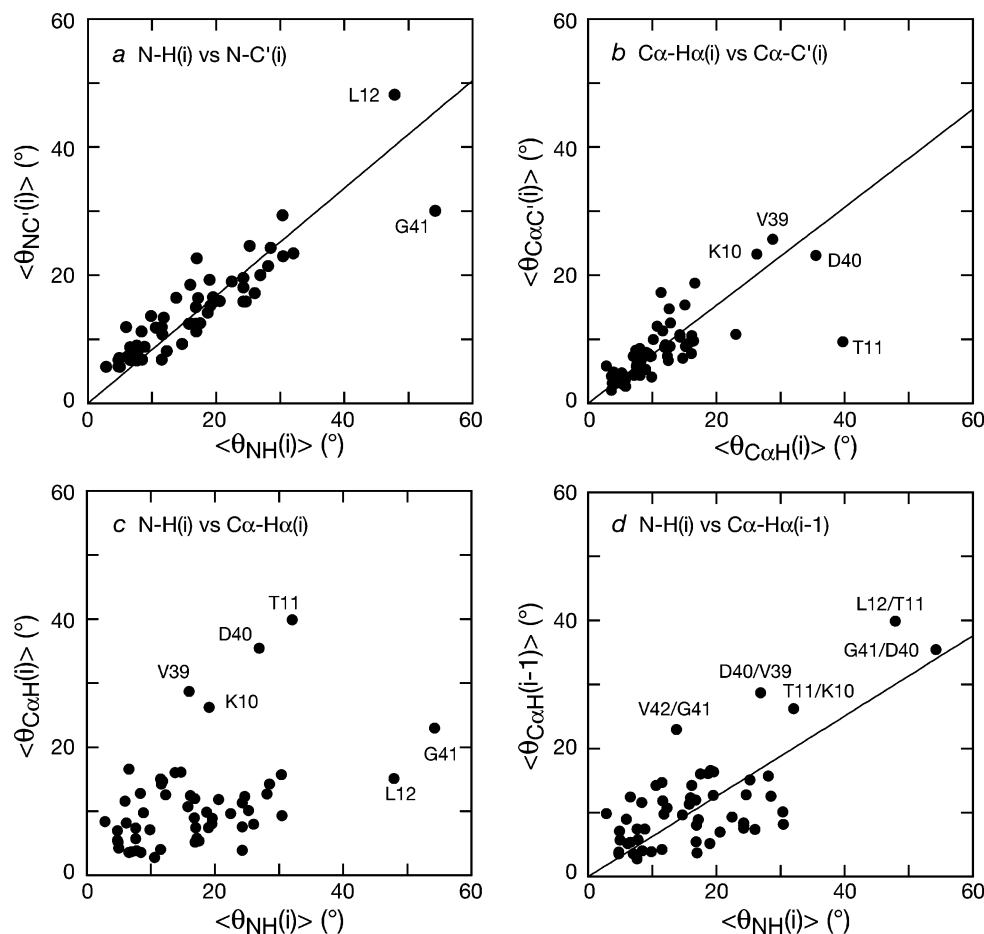 a N-H(i) vs N-C'(i)
60
40
20
0
L12
G41
<θNC'(i)> (°)
0 20 40 60
<θNH(i)> (°)
b Cα-Hα(i) vs Cα-C'(i)
60
40
20
0
V39
K10
D40
T11
<θCαC'(i)> (°)
0 20 40 60
<θCαH(i)> (°)
c N-H(i) vs Cα-Hα(i)
60
40
20
0
T11
D40
V39
K10
G41
L12
<θCαH(i)> (°)
0 20 40 60
<θNH(i)> (°)
d N-H(i) vs Cα-Hα(i-1)
60
40
20
0
L12/T11
G41/D40
D40/V39
T11/K10
V42/G41
<θCαH(i-1)> (°)
0 20 40 60
<θNH(i)> (°)